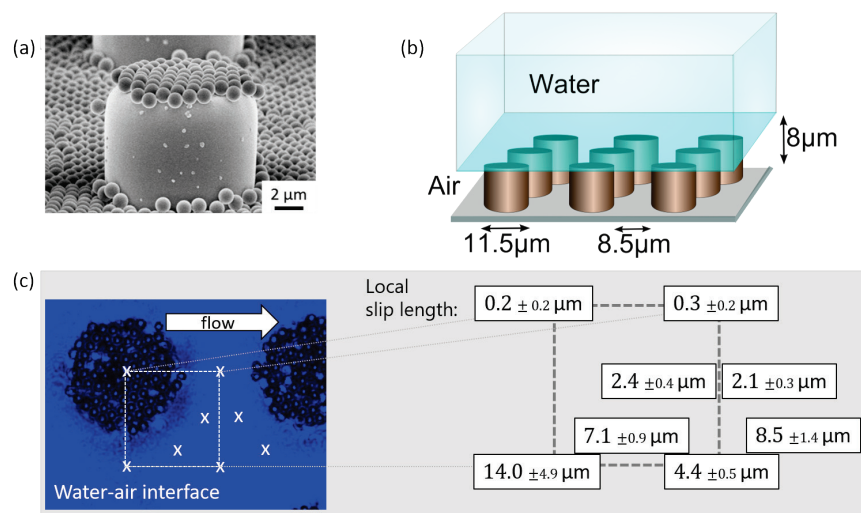 (a)
2 μm
(b)
Water
8μm
Air
11.5μm
8.5μm
(c)
Local
slip length:
flow
0.2 ± 0.2 μm
0.3 ±0.2 μm
X
X
2.4 ±0.4 μm
2.1 ±0.3 μm
X
X
7.1 ±0.9 μm
8.5 ±1.4 μm
X
X
X
X
14.0 ±4.9 μm
4.4 ±0.5 μm
Water-air interface